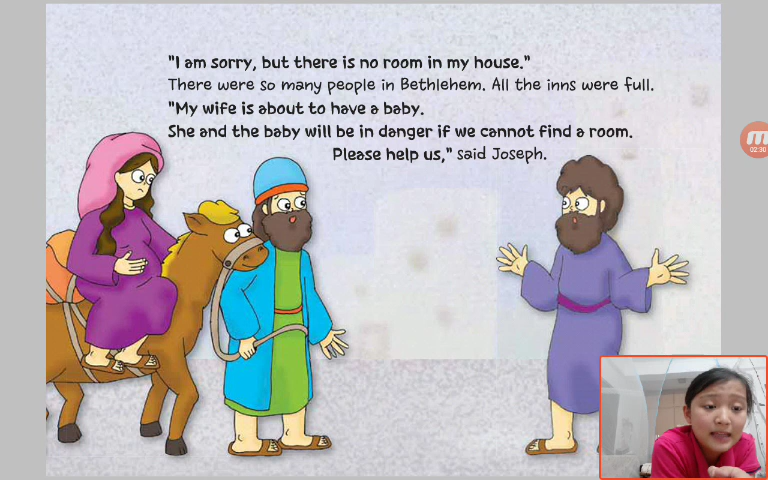 "I am sorry, but there is no room in my house."
There were so many people in Bethlehem. All the inns were full.
"My wife is about to have a baby.
She and the baby will be in danger if we cannot find a room.
Please help us," said Joseph.
02:30